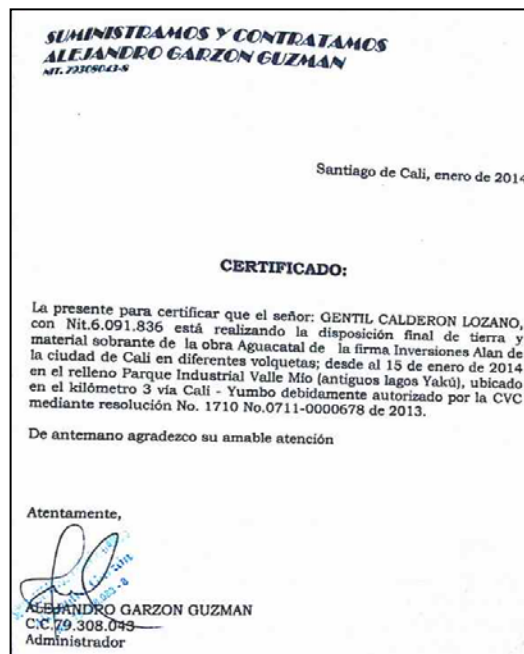 SUMINISTRAMOS Y CONTRATAMOS
ALEJANDRO GARZON GUZMAN
NIT. 79308043-8
Santiago de Cali, enero de 2014
CERTIFICADO:
La presente para certificar que el señor: GENTIL CALDERON LOZANO,
con Nit.6.091.836 está realizando la disposición final de tierra y
material sobrante de la obra Aguacatal de la firma Inversiones Alan de
la ciudad de Cali en diferentes volquetas; desde al 15 de enero de 2014
en el relleno Parque Industrial Valle Mío (antiguos lagos Yakú), ubicado
en el kilómetro 3 vía Cali - Yumbo debidamente autorizado por la CVC
mediante resolución No. 1710 No.0711-0000678 de 2013.
De antemano agradezco su amable atención
Atentamente,
ALEJANDRO GARZON GUZMAN
C.C.79.308.043
Administrador